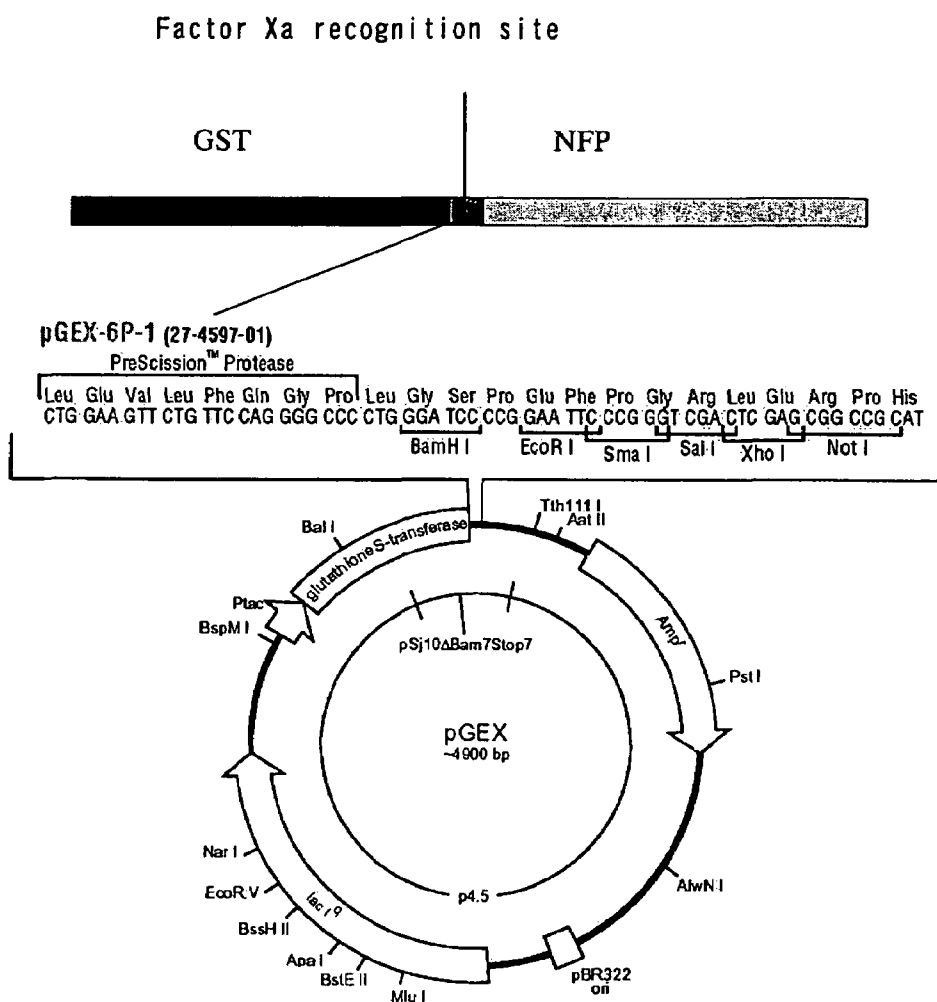 Factor Xa recognition site
GST
NFP
pGEX-6P-1 (27-4597-01)
PreScission™ Protease
Leu Glu Val Leu Phe Gln Gly Pro Leu Gly Ser Pro Glu Phe Pro Gly Arg Leu Glu Arg Pro His
CTG GAA GTT CTG TTC CAG GGG CCC CTG GGA TCC CCG GAA TTC CCG GGT CGA CTC GAG CGG CCG CAT
BamH I
EcoR I
Sma I
Sal I
Xho I
Not I
Tth111 I
Aat II
Bal I
glutathione S-transferase
Ptac
BspM I
pSj10ΔBam7Stop7
Ampʳ
Pst I
pGEX
~4900 bp
Nar I
EcoR V
BssH II
Apa I
BstE II
Mlu I
lac I q
p4.5
AlwN I
pBR322
ori